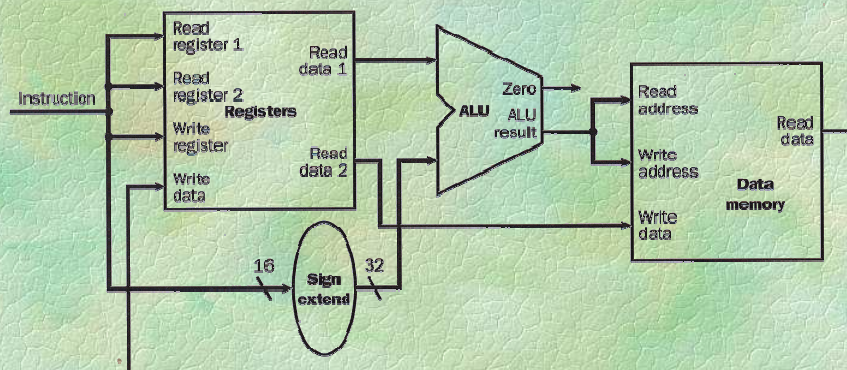 Instruction
Read
register 1
Read
register 2
Registers
Write
register
Write
data
Read
data 1
Read
data 2
16
Sign
extend
32
ALU
Zero
ALU
result
Read
address
Write
address
Write
data
Data
memory
Read
data